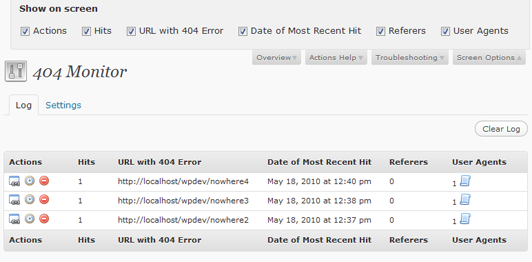 Show on screen
Actions Hits URL with 404 Error Date of Most Recent Hit Referers User Agents
Overview Actions Help Troubleshooting Screen Options
404 Monitor
Log Settings
Clear Log
Actions Hits URL with 404 Error Date of Most Recent Hit Referers User Agents
1 http://localhost/wpdev/nowhere4 May 18, 2010 at 12:40 pm 0 1
1 http://localhost/wpdev/nowhere3 May 18, 2010 at 12:38 pm 0 1
1 http://localhost/wpdev/nowhere2 May 18, 2010 at 12:37 pm 0 1
Actions Hits URL with 404 Error Date of Most Recent Hit Referers User Agents